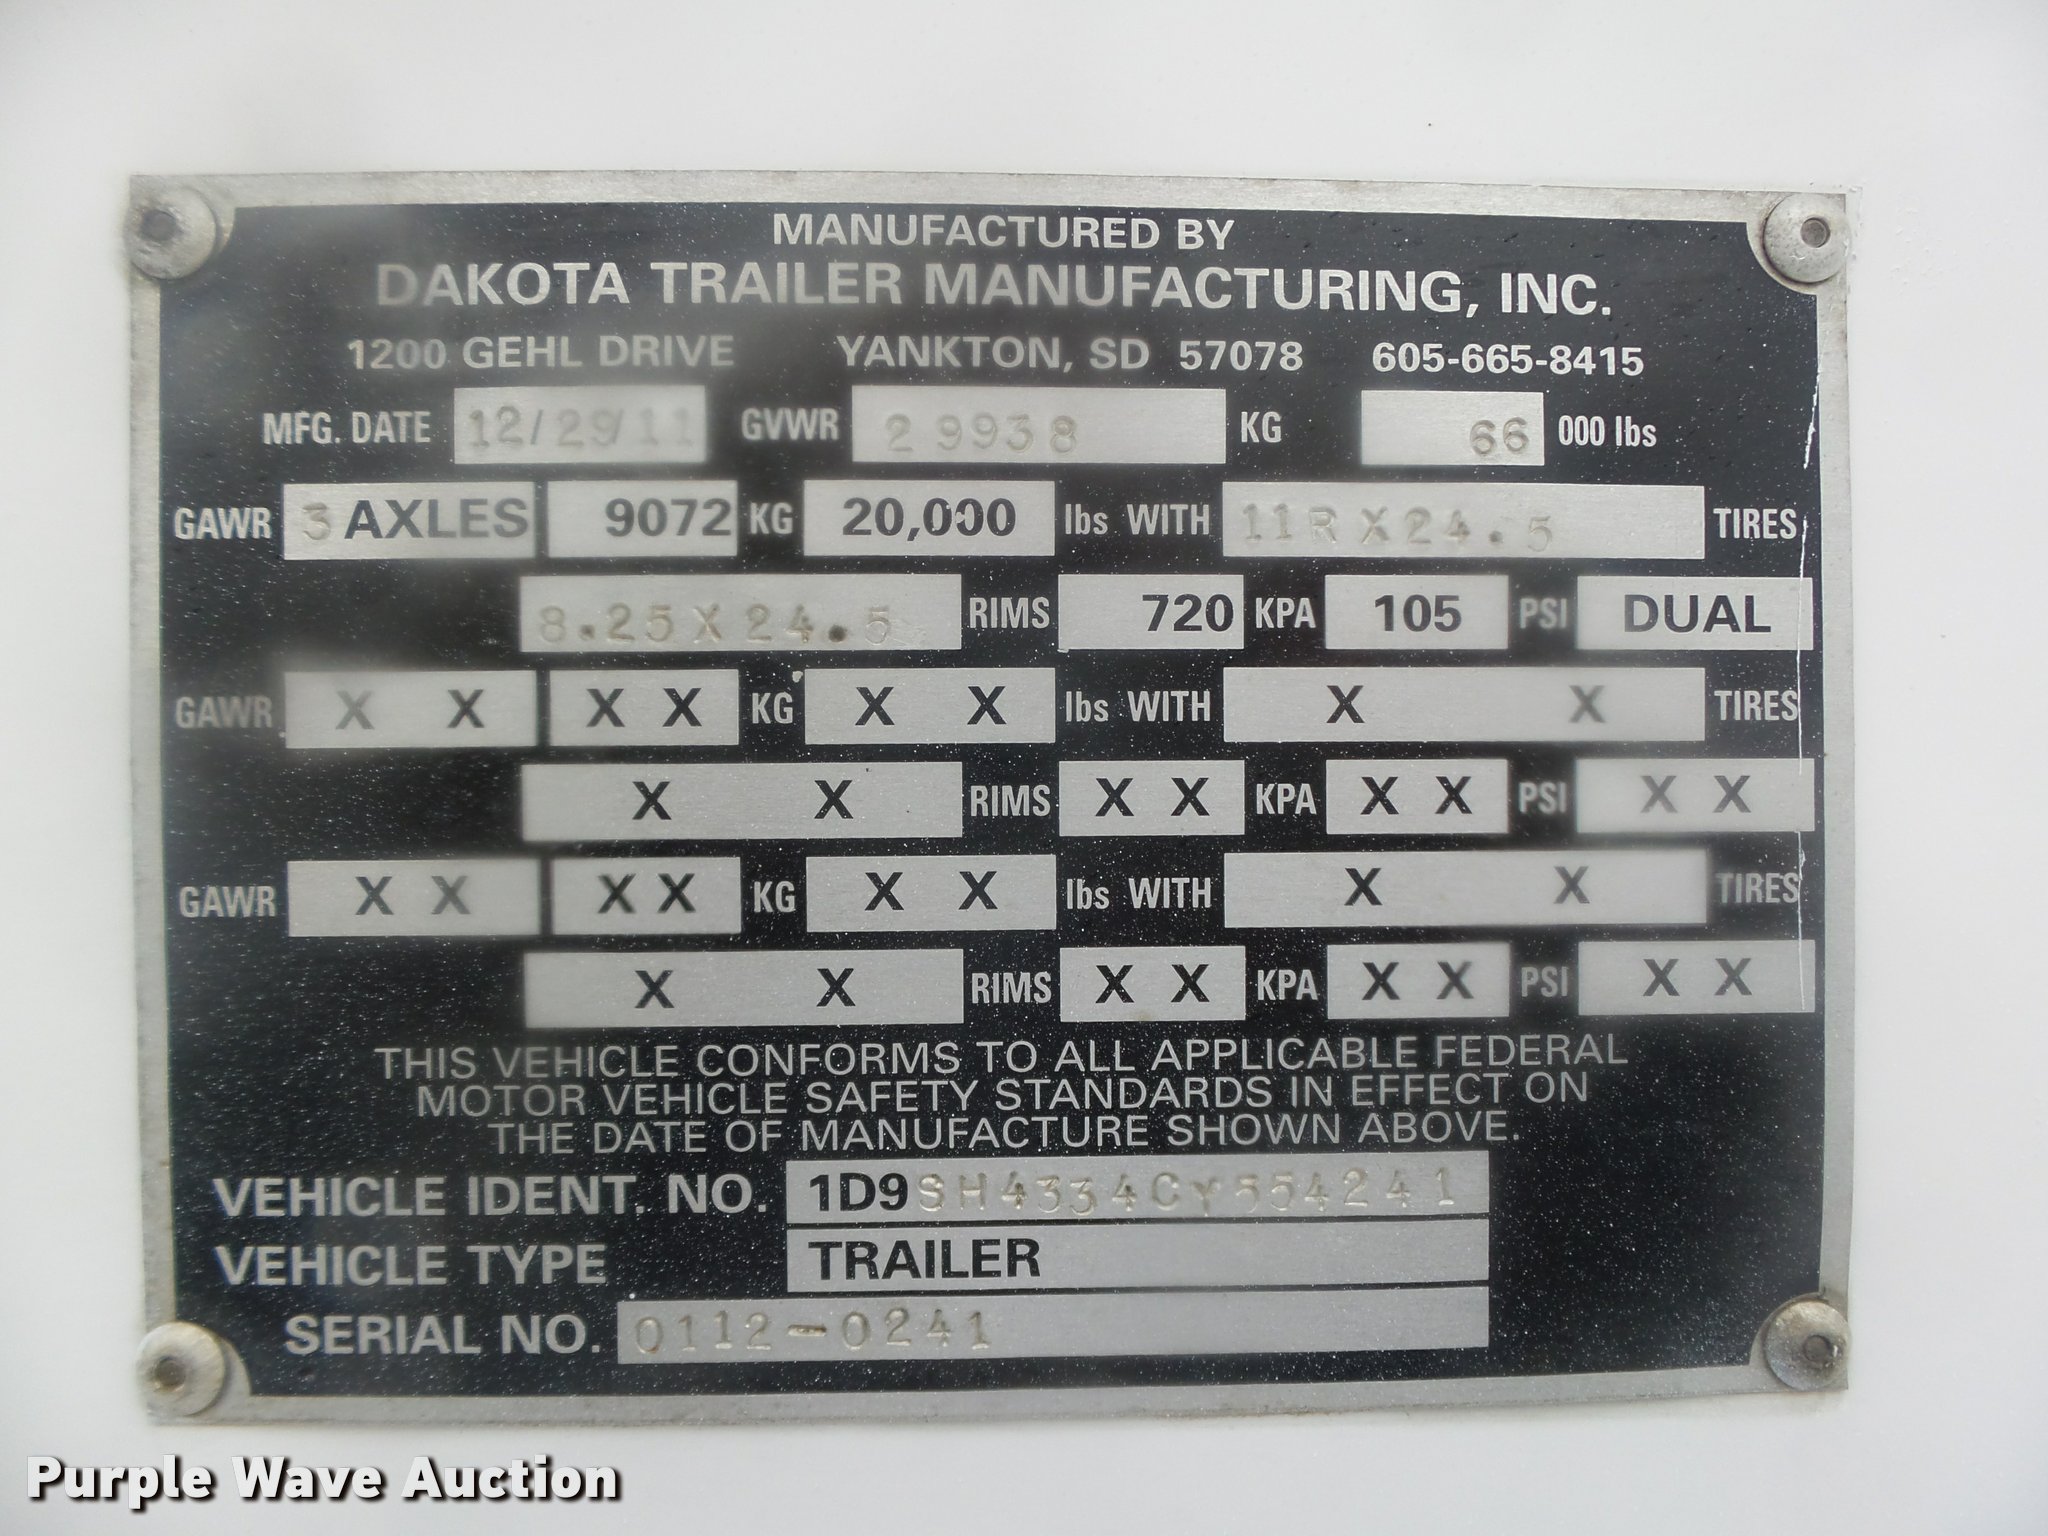 MANUFACTURED BY
DAKOTA TRAILER MANUFACTURING, INC.
1200 GEHL DRIVE YANKTON, SD 57078 605-665-8415
MFG. DATE 12/29/11 GVWR 29938 KG 66 000 lbs
GAWR 3 AXLES 9072 KG 20,000 lbs WITH 11RX24.5 TIRES
8.25X24.5 RIMS 720 KPA 105 PSI DUAL
GAWR X X X X KG X X lbs WITH X X TIRES
X X RIMS X X KPA X X PSI X X
GAWR X X X X KG X X lbs WITH X X TIRES
X X RIMS X X KPA X X PSI X X
THIS VEHICLE CONFORMS TO ALL APPLICABLE FEDERAL
MOTOR VEHICLE SAFETY STANDARDS IN EFFECT ON
THE DATE OF MANUFACTURE SHOWN ABOVE.
VEHICLE IDENT. NO. 1D9SH4334CY554241
VEHICLE TYPE TRAILER
SERIAL NO. 0112-0241
Purple Wave Auction